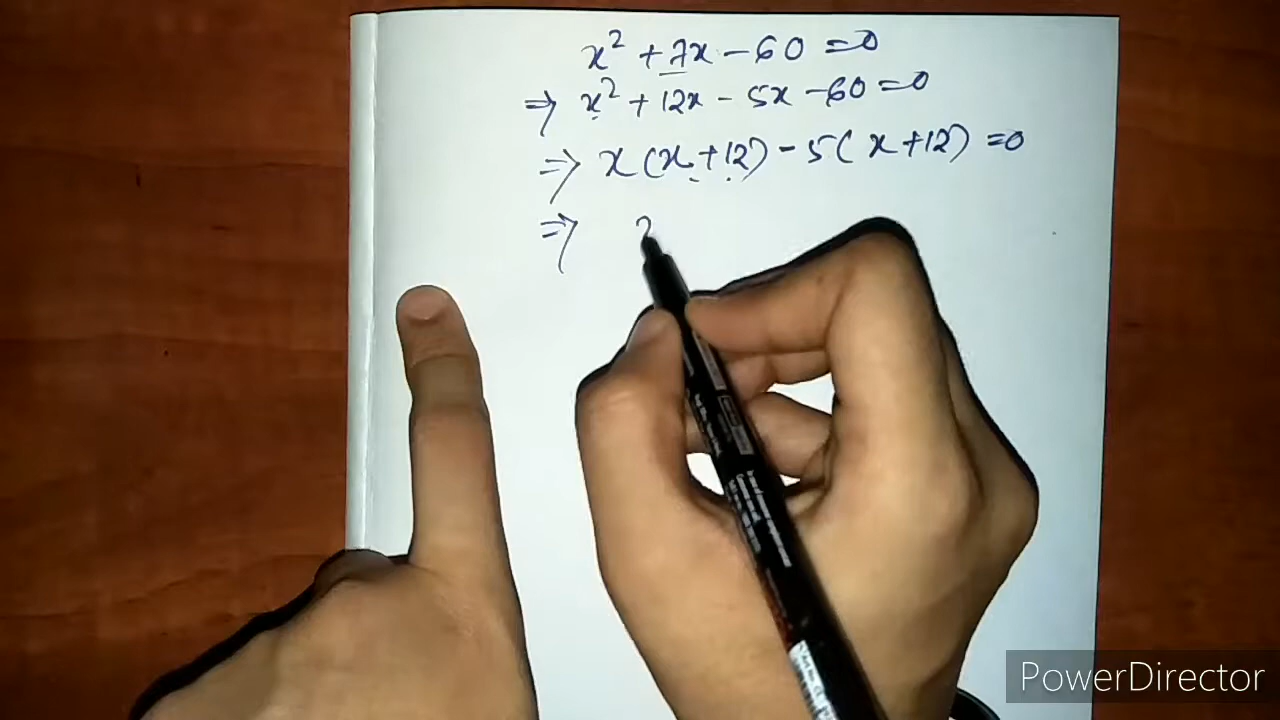 x² + 7x - 60 = 0
⇒ x² + 12x - 5x - 60 = 0
⇒ x(x + 12) - 5(x + 12) = 0
⇒
PowerDirector